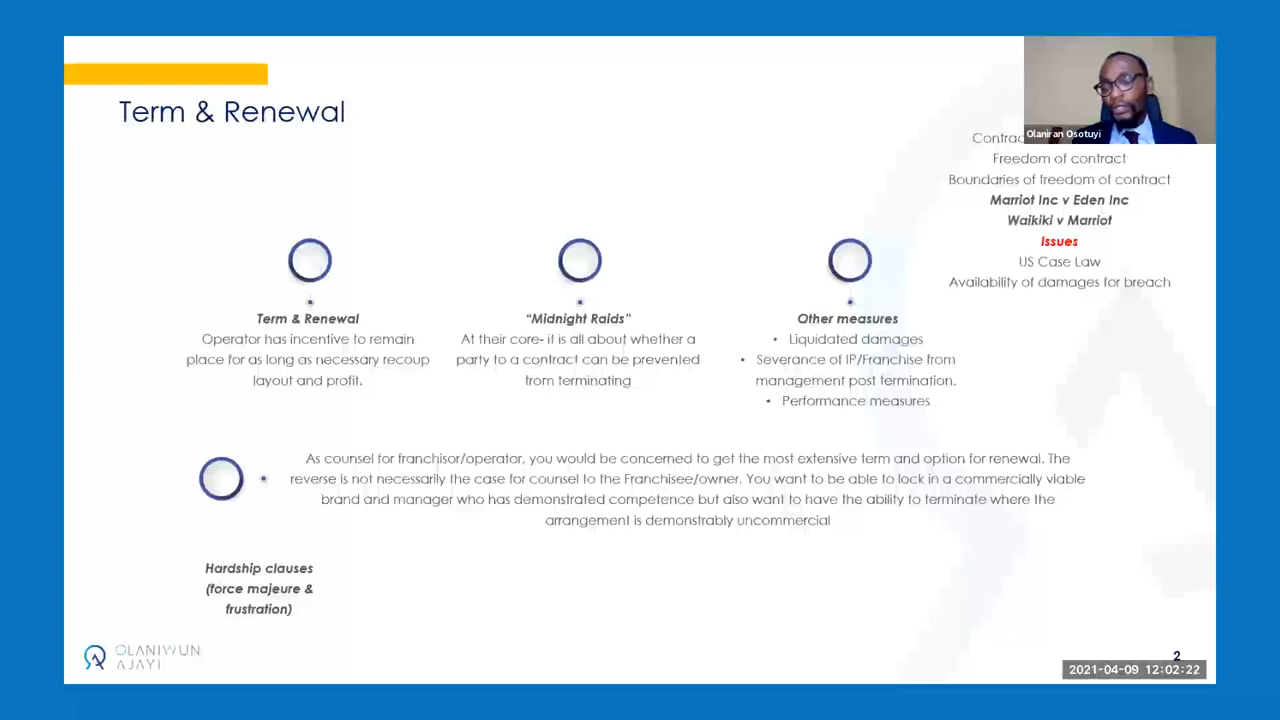 Term & Renewal
Olaniran Osotuyi
Freedom of contract
Boundaries of freedom of contract
Marriot Inc v Eden Inc
Waikiki v Marriot
Issues
US Case Law
Availability of damages for breach
Term & Renewal
Operator has incentive to remain
place for as long as necessary recoup
layout and profit.
“Midnight Raids”
At their core- it is all about whether a
party to a contract can be prevented
from terminating
Other measures
• Liquidated damages
• Severance of IP/Franchise from
management post termination.
• Performance measures
As counsel for franchisor/operator, you would be concerned to get the most extensive term and option for renewal. The
reverse is not necessarily the case for counsel to the Franchisee/owner. You want to be able to lock in a commercially viable
brand and manager who has demonstrated competence but also want to have the ability to terminate where the
arrangement is demonstrably uncommercial
Hardship clauses
(force majeure &
frustration)
OLANIWUN
AJAYI
2
2021-04-09 12:02:22